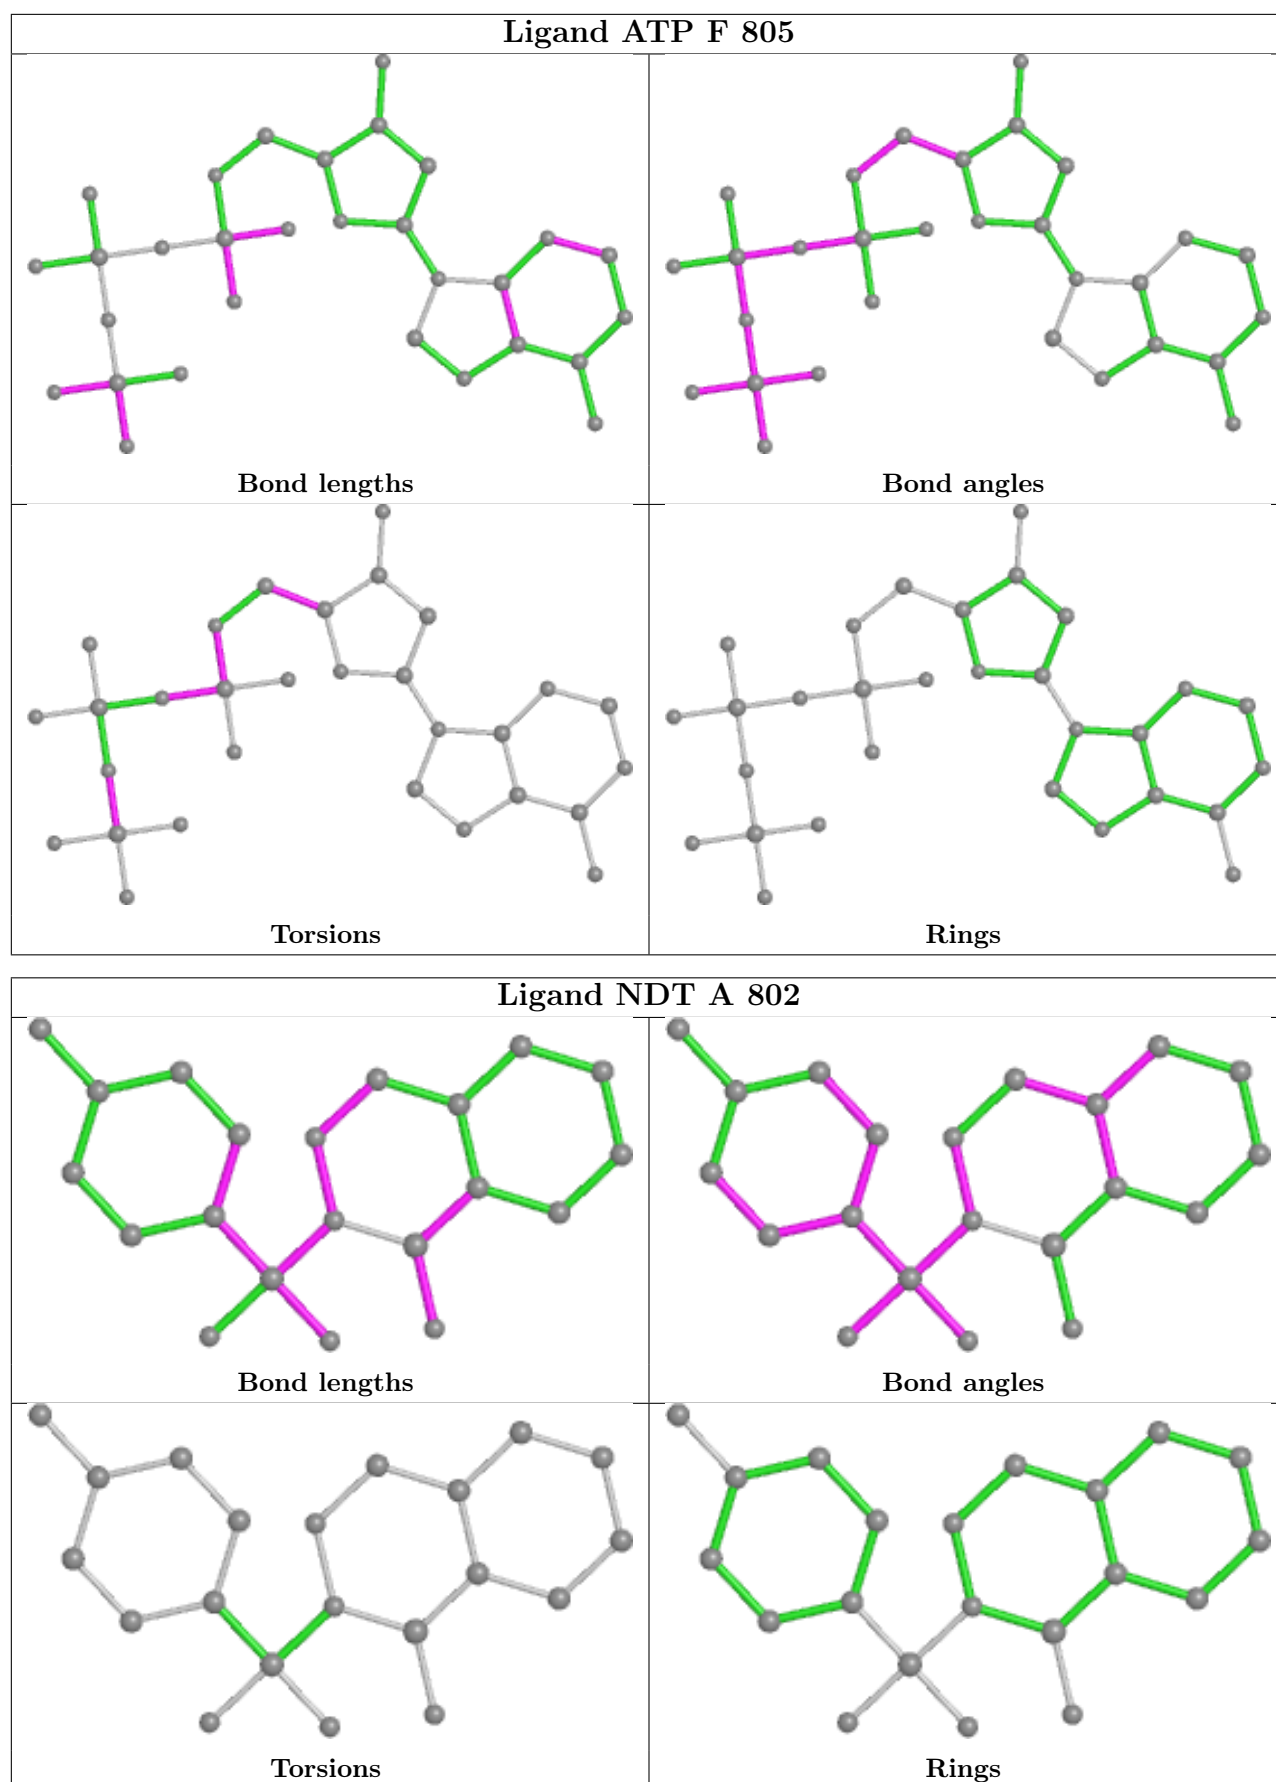 Ligand ATP F 805
Bond lengths
Bond angles
Torsions
Rings
Ligand NDT A 802
Bond lengths
Bond angles
Torsions
Rings